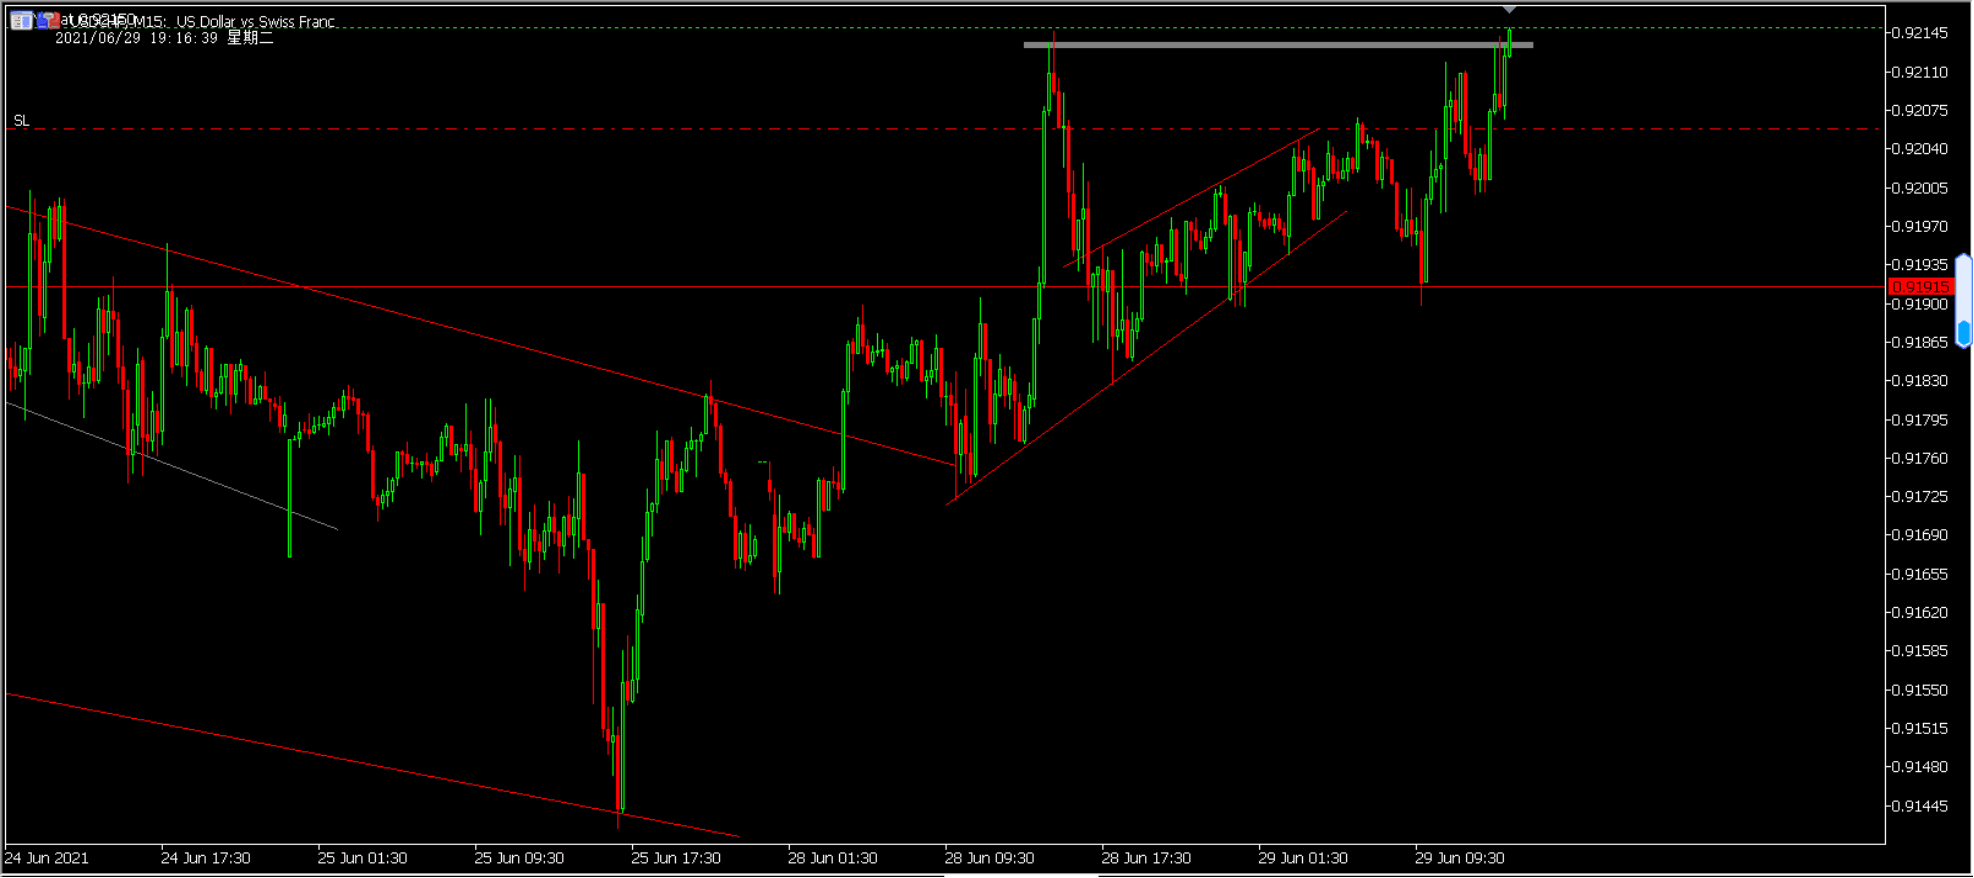 USDCHF, M15: US Dollar vs Swiss Franc
2021/06/29 19:16:39 星期二
SL
0.92145
0.92110
0.92075
0.92040
0.92005
0.91970
0.91935
0.91915
0.91900
0.91865
0.91830
0.91795
0.91760
0.91725
0.91690
0.91655
0.91620
0.91585
0.91550
0.91515
0.91480
0.91445
24 Jun 2021
24 Jun 17:30
25 Jun 01:30
25 Jun 09:30
25 Jun 17:30
28 Jun 01:30
28 Jun 09:30
28 Jun 17:30
29 Jun 01:30
29 Jun 09:30